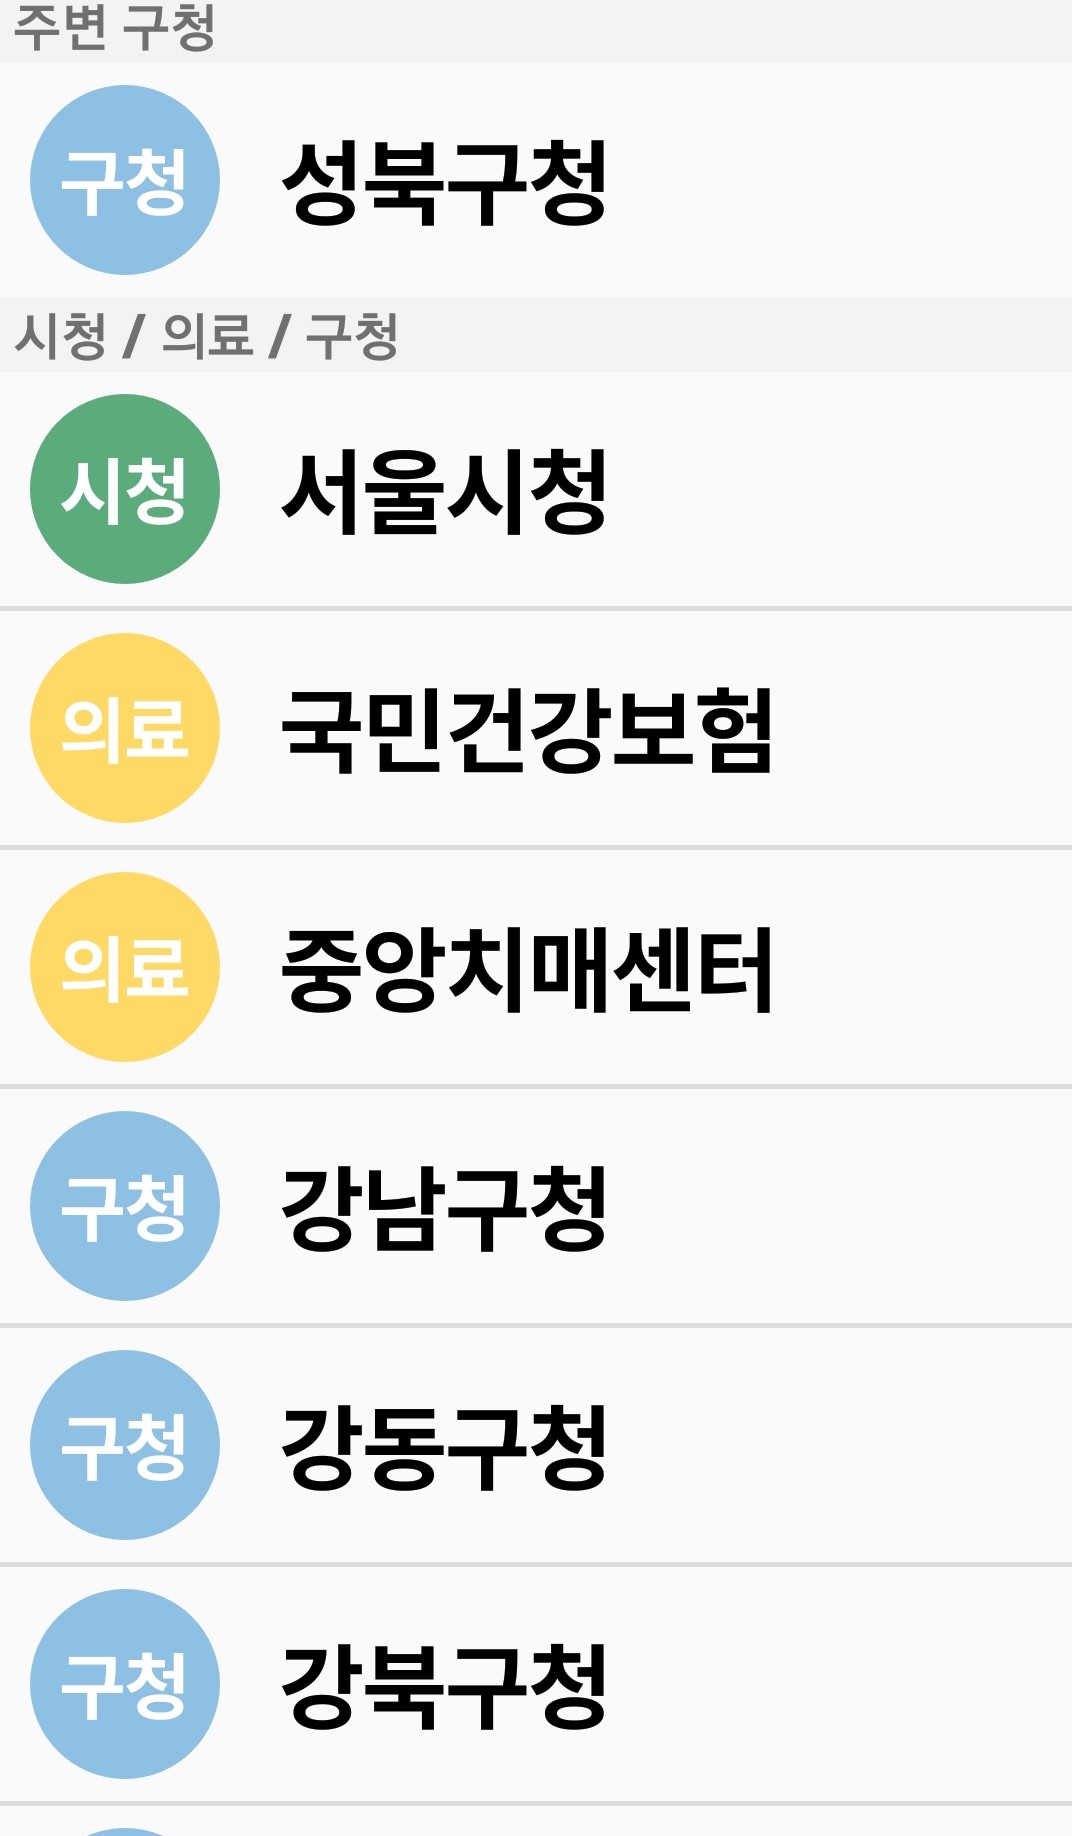 주변 구청
구청 성북구청
시청 / 의료 / 구청
시청 서울시청
의료 국민건강보험
의료 중앙치매센터
구청 강남구청
구청 강동구청
구청 강북구청